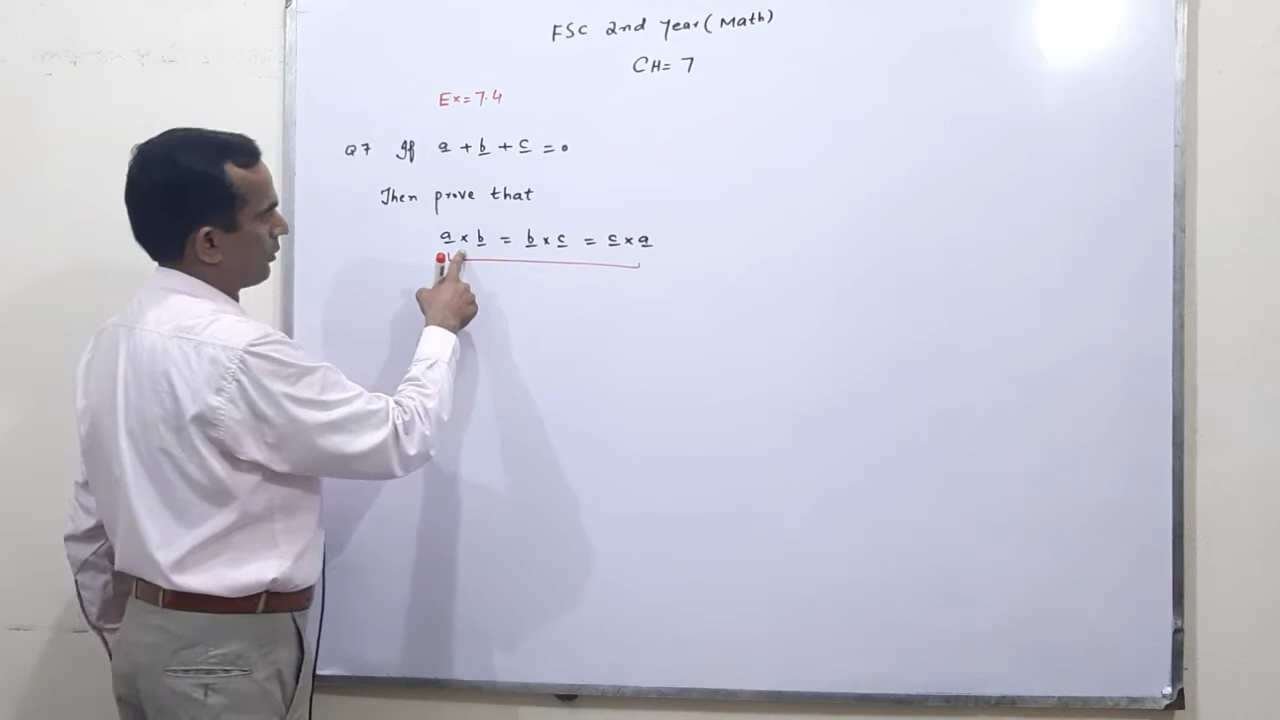 FSC 2nd Year (Math)
CH= 7
Ex= 7.4
Q7 If a + b + c = 0
Then prove that
a × b = b × c = c × a